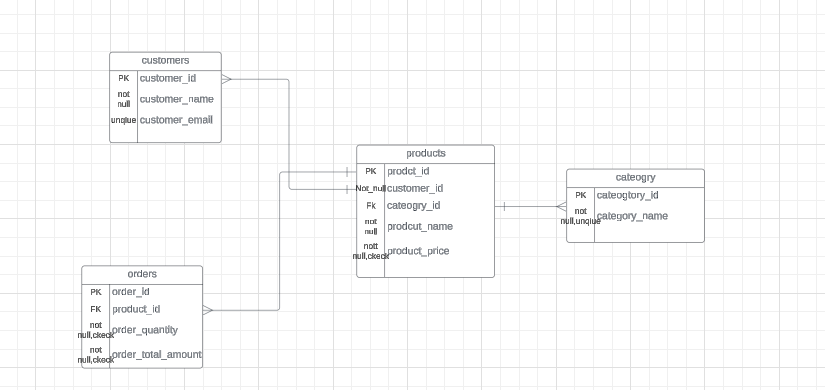 customers
PK customer_id
not
null customer_name
unqiue customer_email
products
PK prodct_id
Not_null customer_id
Fk cateogry_id
not
null prodcut_name
nott
null,ckeck product_price
cateogry
PK cateogtory_id
not
null,unqiue category_name
orders
PK order_id
FK product_id
not
null,ckeck order_quantity
not
null,ckeck order_total_amount